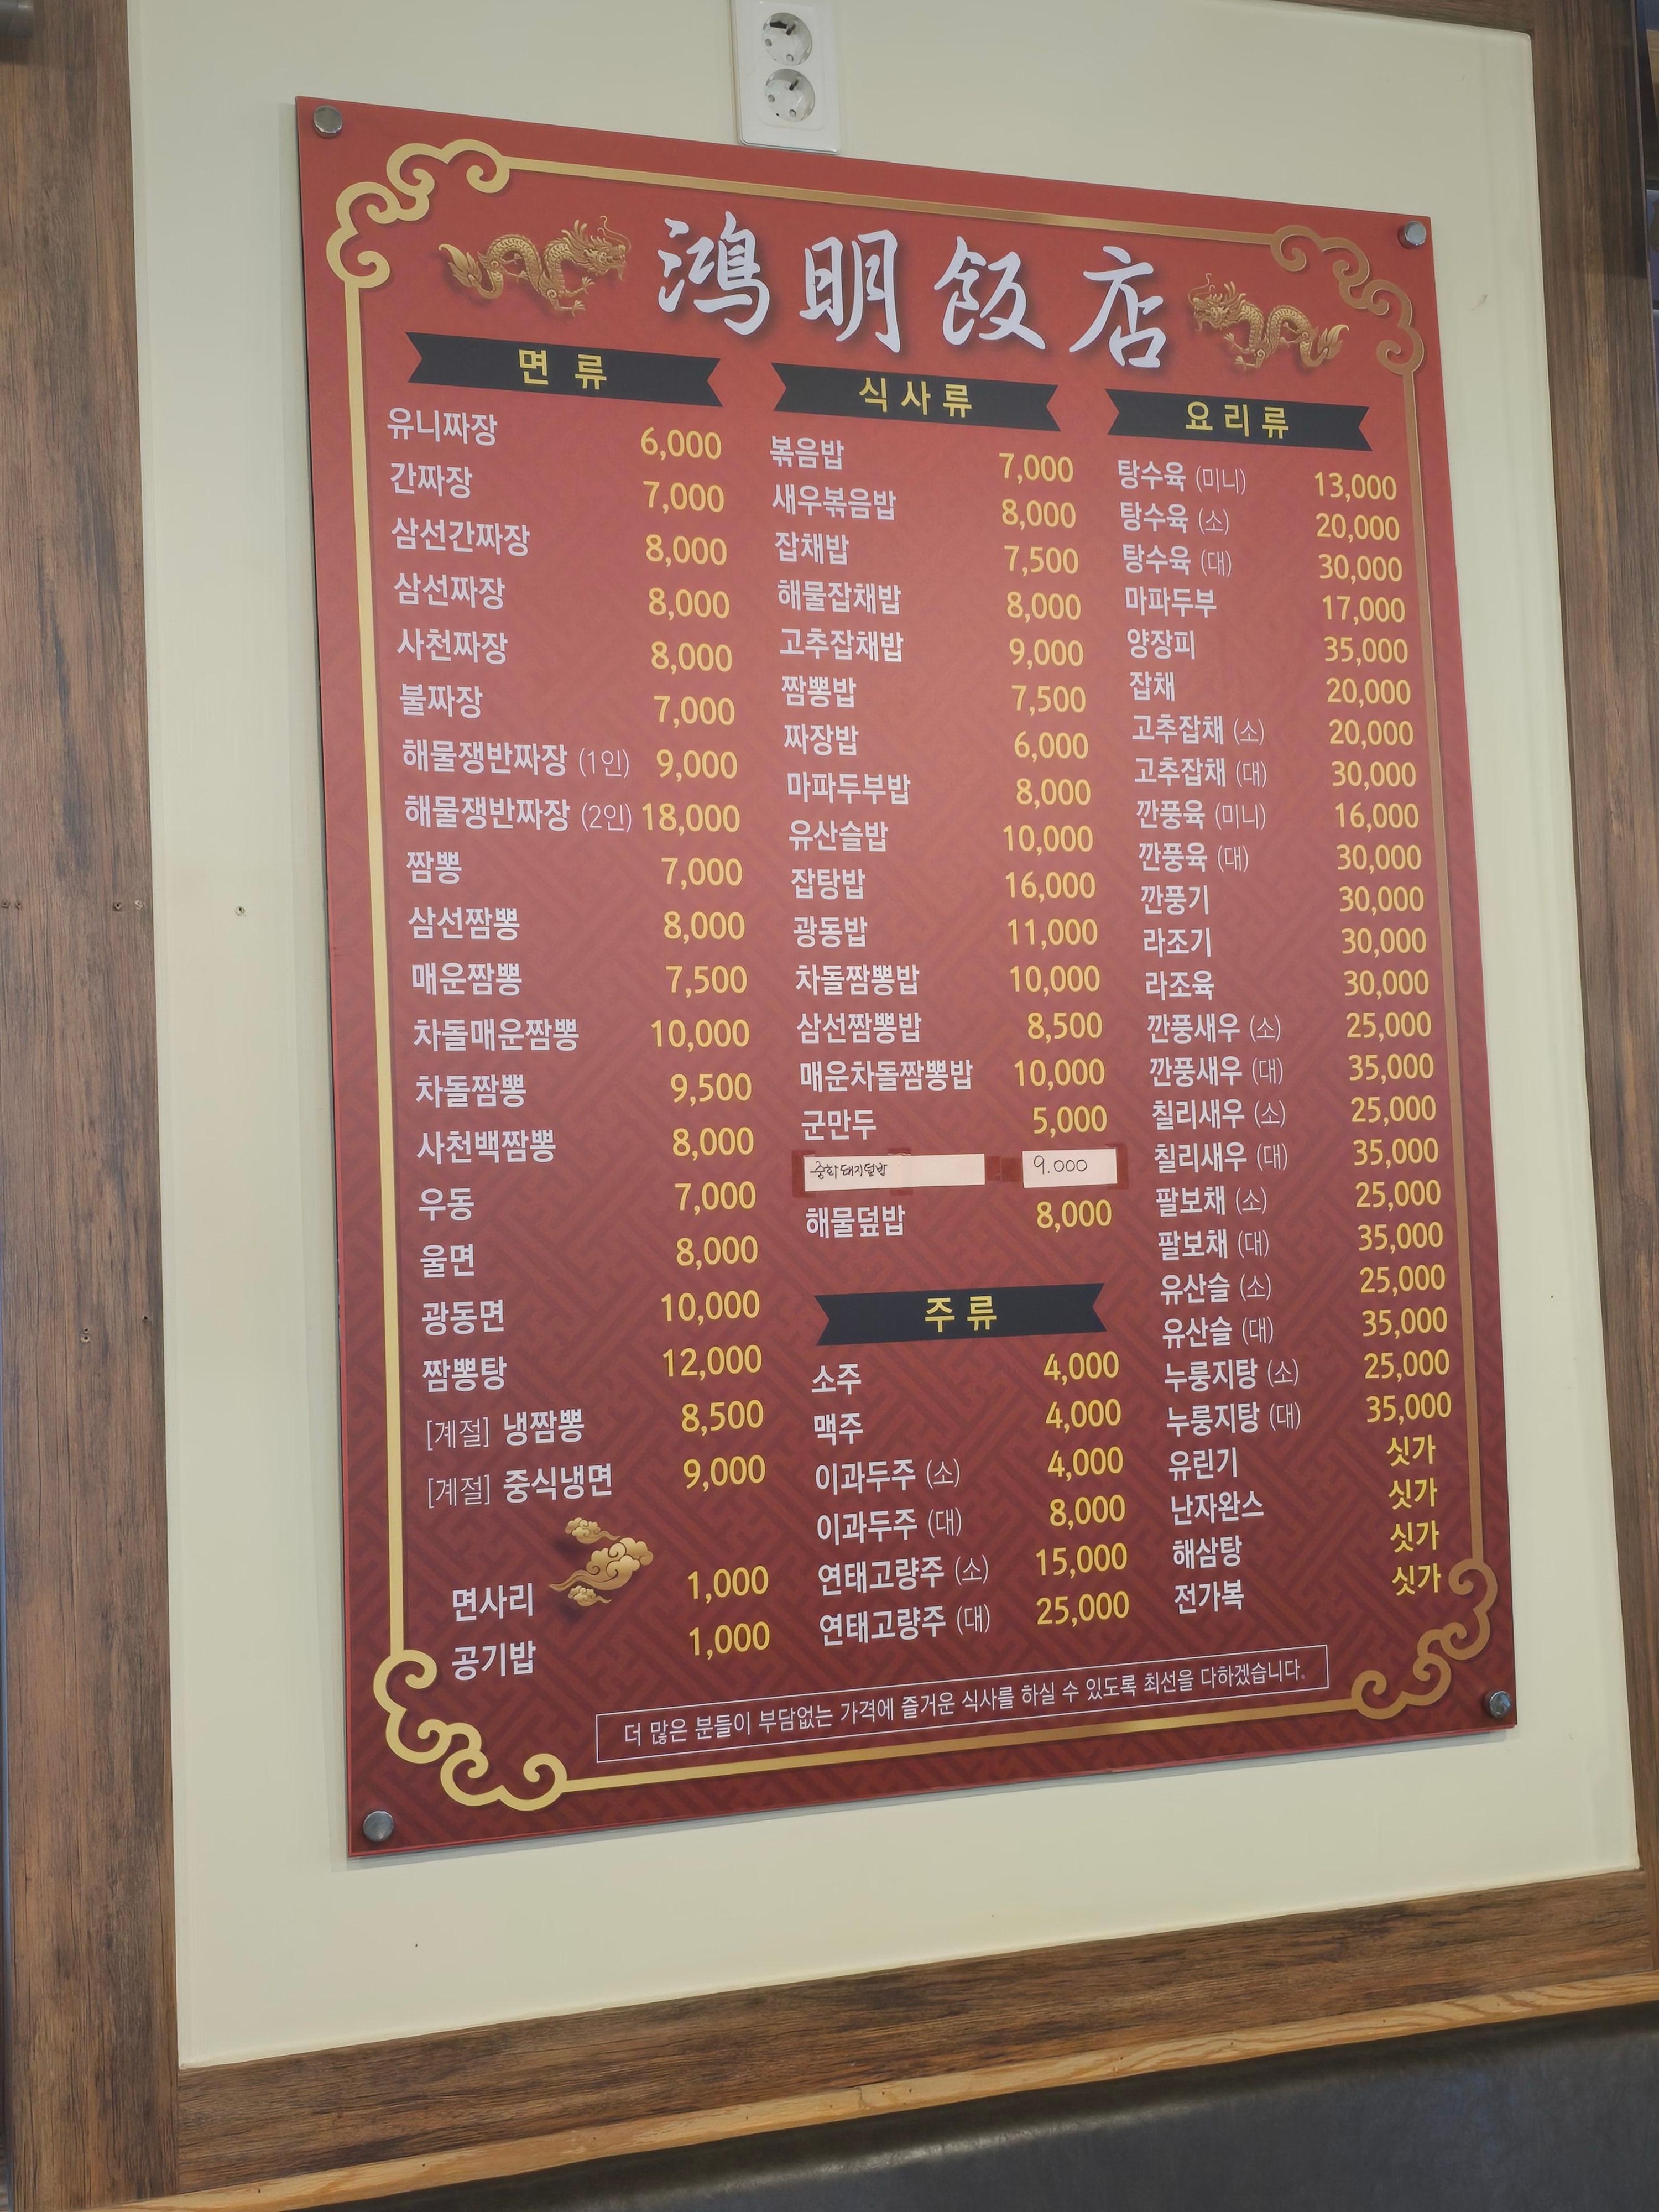 鴻明飯店
면류
유니짜장 6,000
간짜장 7,000
삼선간짜장 8,000
삼선짜장 8,000
사천짜장 8,000
불짜장 7,000
해물쟁반짜장 (1인) 9,000
해물쟁반짜장 (2인) 18,000
짬뽕 7,000
삼선짬뽕 8,000
매운짬뽕 7,500
차돌매운짬뽕 10,000
차돌짬뽕 9,500
사천백짬뽕 8,000
우동 7,000
울면 8,000
광동면 10,000
짬뽕탕 12,000
[계절] 냉짬뽕 8,500
[계절] 중식냉면 9,000
면사리 1,000
공기밥 1,000
식사류
볶음밥 7,000
새우볶음밥 8,000
잡채밥 7,500
해물잡채밥 8,000
고추잡채밥 9,000
짬뽕밥 7,500
짜장밥 6,000
마파두부밥 8,000
유산슬밥 10,000
잡탕밥 16,000
광동밥 11,000
차돌짬뽕밥 10,000
삼선짬뽕밥 8,500
매운차돌짬뽕밥 10,000
군만두 5,000
중화돼지덮밥 9.000
해물덮밥 8,000
주류
소주 4,000
맥주 4,000
이과두주 (소) 4,000
이과두주 (대) 8,000
연태고량주 (소) 15,000
연태고량주 (대) 25,000
요리류
탕수육 (미니) 13,000
탕수육 (소) 20,000
탕수육 (대) 30,000
마파두부 17,000
양장피 35,000
잡채 20,000
고추잡채 (소) 20,000
고추잡채 (대) 30,000
깐풍육 (미니) 16,000
깐풍육 (대) 30,000
깐풍기 30,000
라조기 30,000
라조육 30,000
깐풍새우 (소) 25,000
깐풍새우 (대) 35,000
칠리새우 (소) 25,000
칠리새우 (대) 35,000
팔보채 (소) 25,000
팔보채 (대) 35,000
유산슬 (소) 25,000
유산슬 (대) 35,000
누룽지탕 (소) 25,000
누룽지탕 (대) 35,000
유린기 싯가
난자완스 싯가
해삼탕 싯가
전가복 싯가
더 많은 분들이 부담없는 가격에 즐거운 식사를 하실 수 있도록 최선을 다하겠습니다.